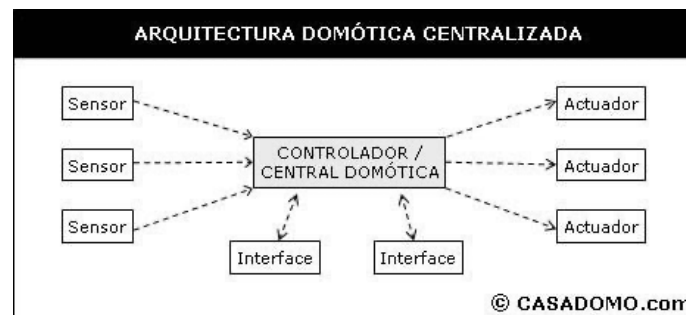 ARQUITECTURA DOMÓTICA CENTRALIZADA
Sensor
Actuador
CONTROLADOR /
CENTRAL DOMÓTICA
Sensor
Actuador
Sensor
Actuador
Interface
Interface
© CASADOMO.com